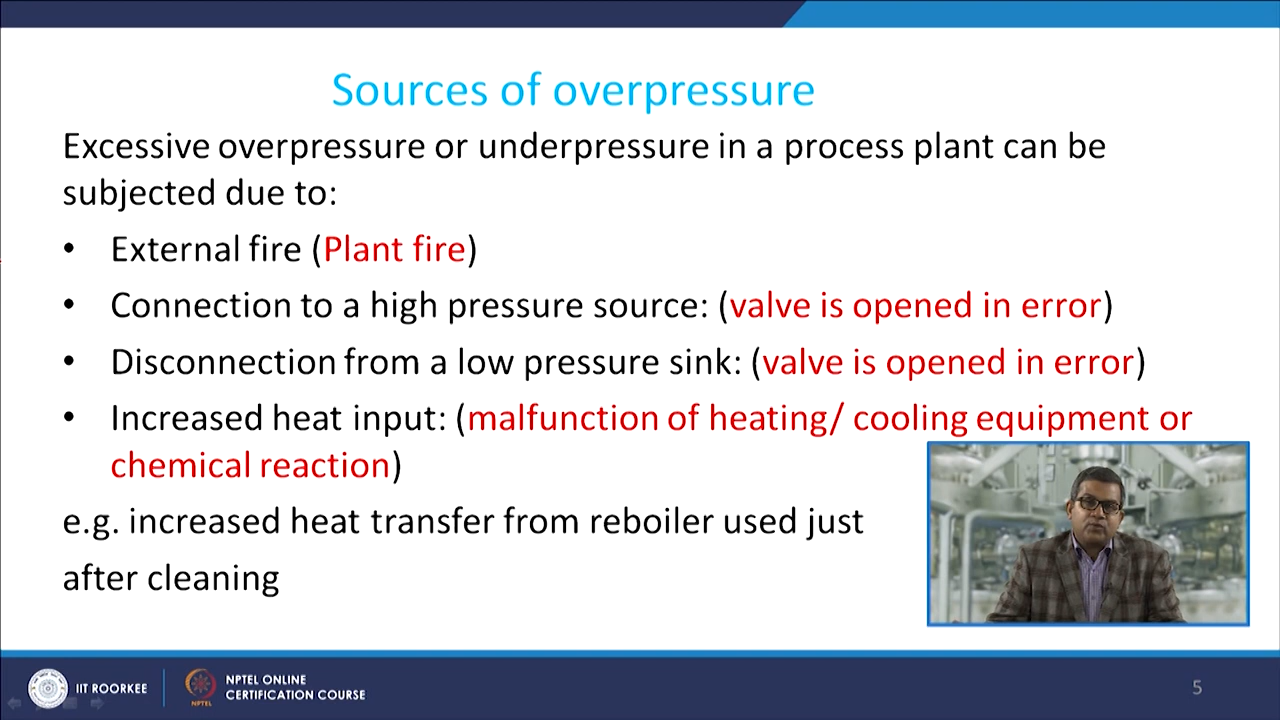 Sources of overpressure
Excessive overpressure or underpressure in a process plant can be
subjected due to:
• External fire (Plant fire)
• Connection to a high pressure source: (valve is opened in error)
• Disconnection from a low pressure sink: (valve is opened in error)
• Increased heat input: (malfunction of heating/ cooling equipment or
chemical reaction)
e.g. increased heat transfer from reboiler used just
after cleaning
IIT ROORKEE
NPTEL
NPTEL ONLINE
CERTIFICATION COURSE
5